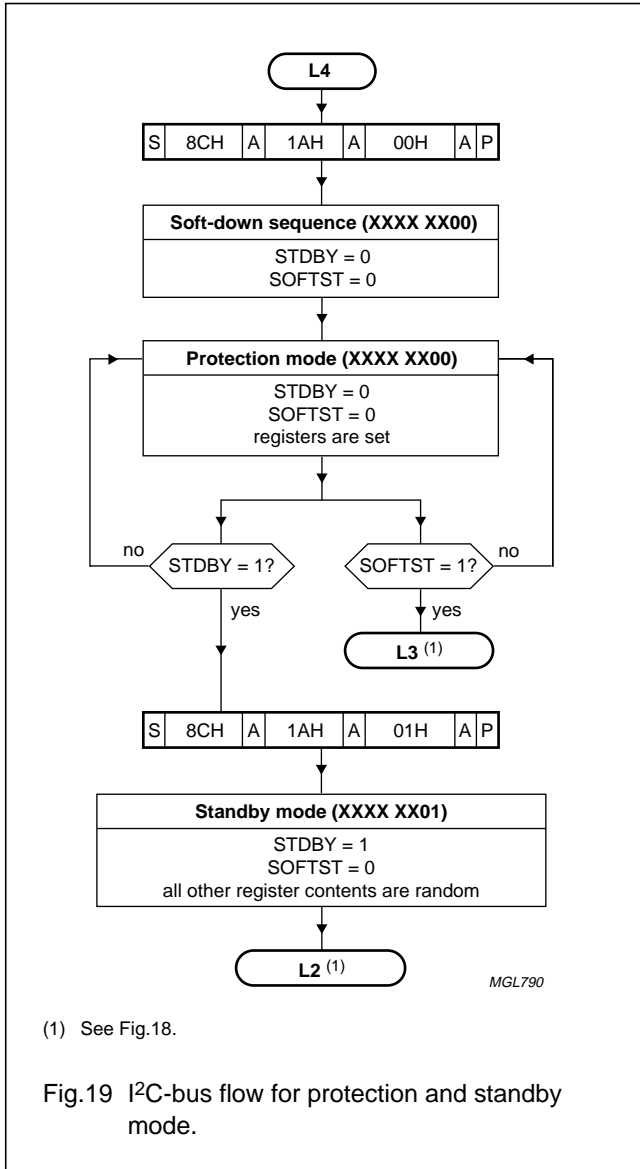 L4
S 8CH A 1AH A 00H A P
Soft-down sequence (XXXX XX00)
STDBY = 0
SOFTST = 0
Protection mode (XXXX XX00)
STDBY = 0
SOFTST = 0
registers are set
no STDBY = 1? SOFTST = 1? no
yes yes
L3 (1)
S 8CH A 1AH A 01H A P
Standby mode (XXXX XX01)
STDBY = 1
SOFTST = 0
all other register contents are random
L2 (1)
MGL790
(1) See Fig.18.
Fig.19 I2C-bus flow for protection and standby
mode.